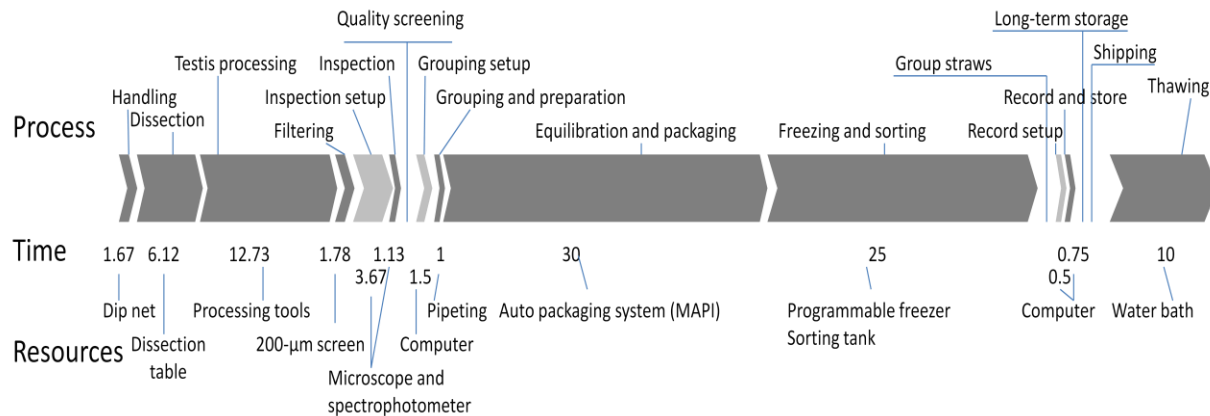 Quality screening
Long-term storage
Testis processing
Inspection
Grouping setup
Group straws
Shipping
Handling
Inspection setup
Grouping and preparation
Record and store
Thawing
Process
Dissection
Filtering
Equilibration and packaging
Freezing and sorting
Record setup
Time
1.67
6.12
12.73
1.78
1.13
1
30
25
0.75
10
3.67
1.5
0.5
Resources
Dip net
Processing tools
Pipeting
Auto packaging system (MAPI)
Programmable freezer
Sorting tank
Computer
Water bath
Dissection
table
200-µm screen
Computer
Microscope and
spectrophotometer